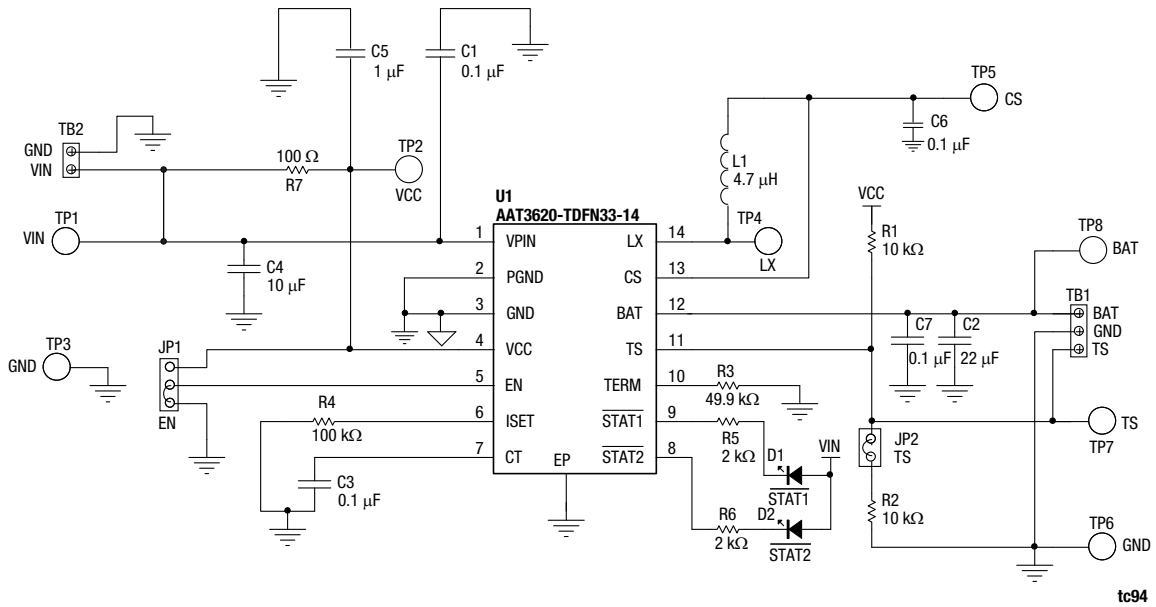 C5
1 μF
C1
0.1 μF
TP5
CS
TB2
GND
VIN
100 Ω
R7
TP2
VCC
C6
0.1 μF
L1
4.7 μH
U1
AAT3620-TDFN33-14
TP4
LX
VCC
R1
10 kΩ
TP8
BAT
TP1
VIN
1
VPIN
LX
14
C4
10 μF
2
PGND
CS
13
3
GND
BAT
12
TB1
BAT
GND
TS
C7
0.1 μF
C2
22 μF
TP3
GND
JP1
EN
4
VCC
TS
11
5
EN
TERM
10
R3
49.9 kΩ
R4
100 kΩ
6
ISET
STAT1
9
R5
2 kΩ
D1
STAT1
VIN
JP2
TS
TP7
TS
7
CT
EP
STAT2
8
C3
0.1 μF
R6
2 kΩ
D2
STAT2
R2
10 kΩ
TP6
GND
tc94